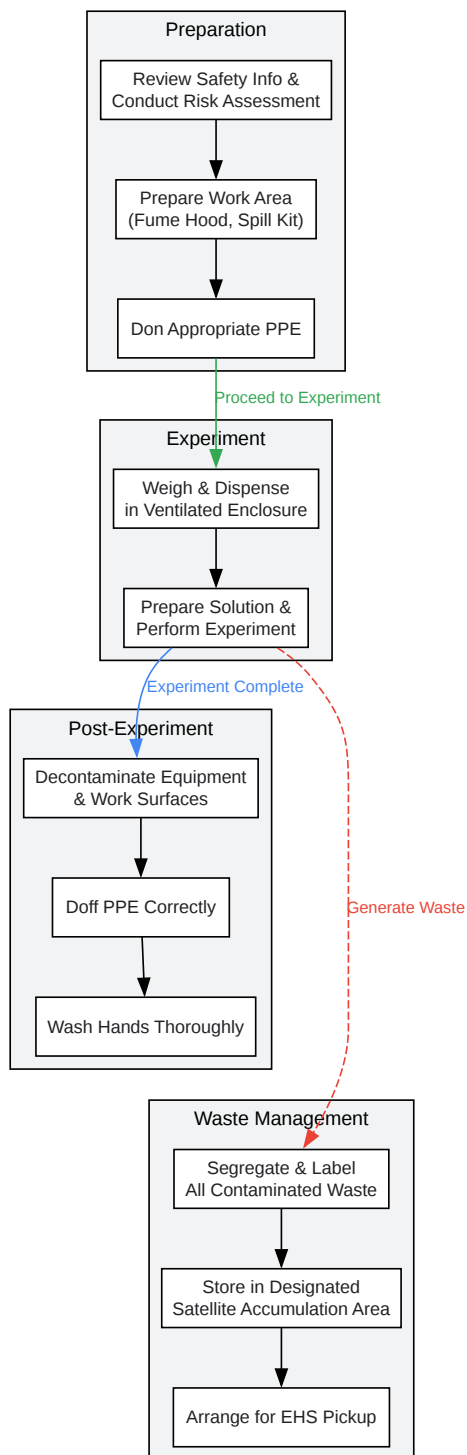 Preparation
Review Safety Info &
Conduct Risk Assessment
Prepare Work Area
(Fume Hood, Spill Kit)
Don Appropriate PPE
Proceed to Experiment
Experiment
Weigh & Dispense
in Ventilated Enclosure
Prepare Solution &
Perform Experiment
Experiment Complete
Post-Experiment
Decontaminate Equipment
& Work Surfaces
Doff PPE Correctly
Wash Hands Thoroughly
Generate Waste
Waste Management
Segregate & Label
All Contaminated Waste
Store in Designated
Satellite Accumulation Area
Arrange for EHS Pickup